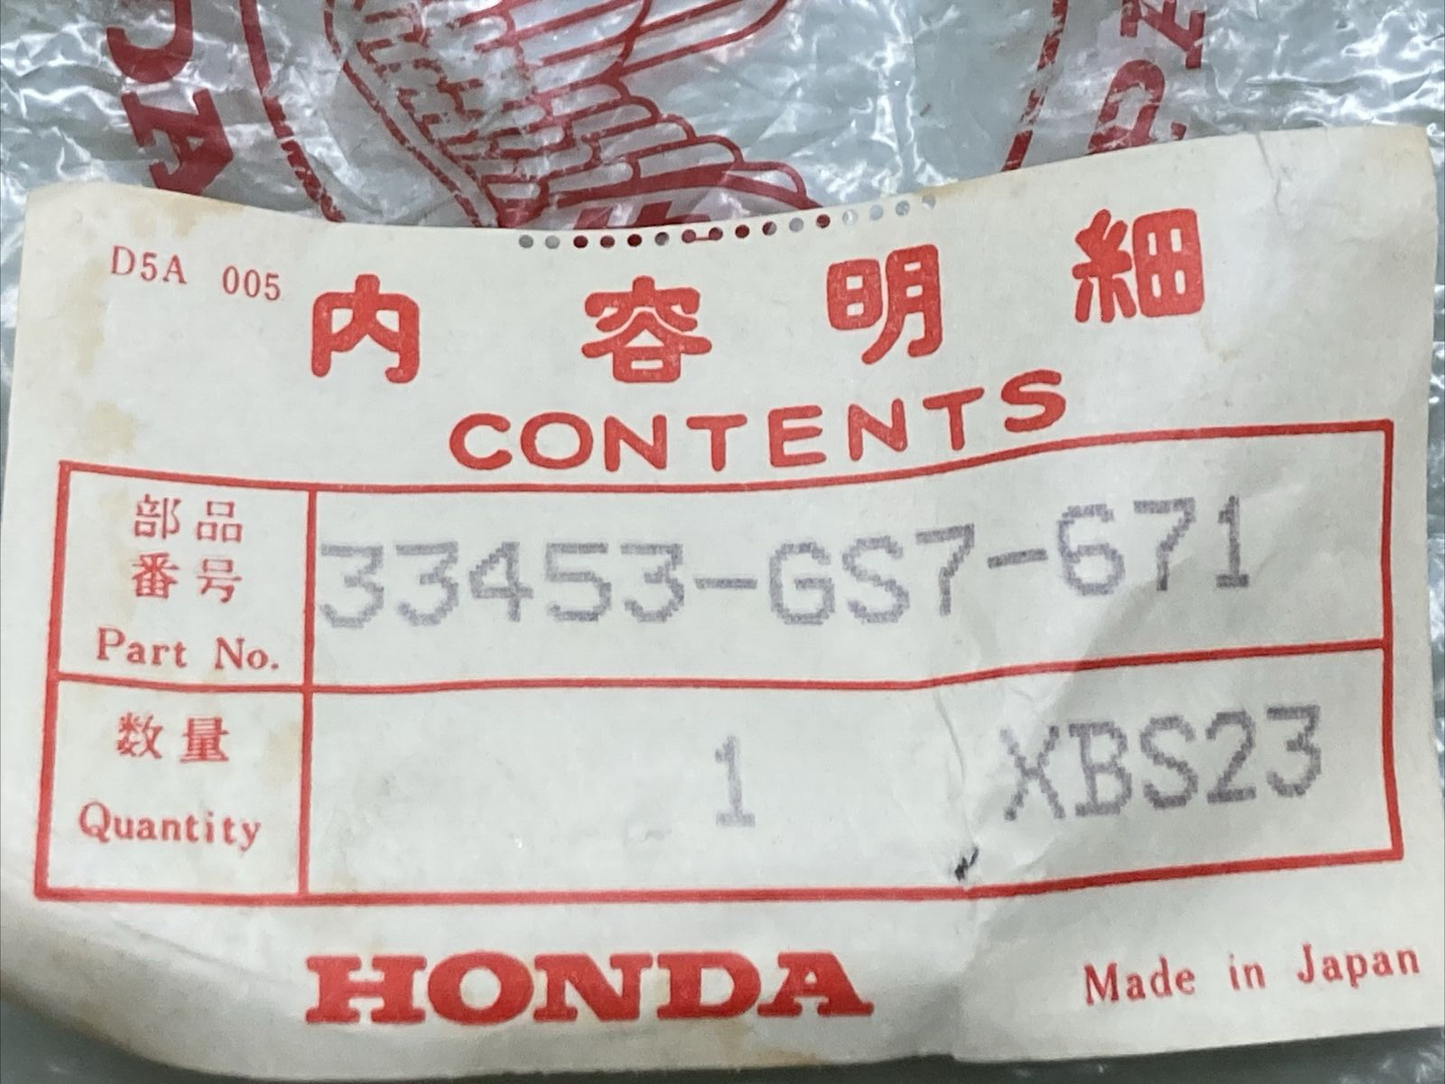 D5A 005
内容明細
CONTENTS
部品
番号
Part No.
33453-GS7-671
数量
Quantity
1 XBS23
HONDA
Made in Japan